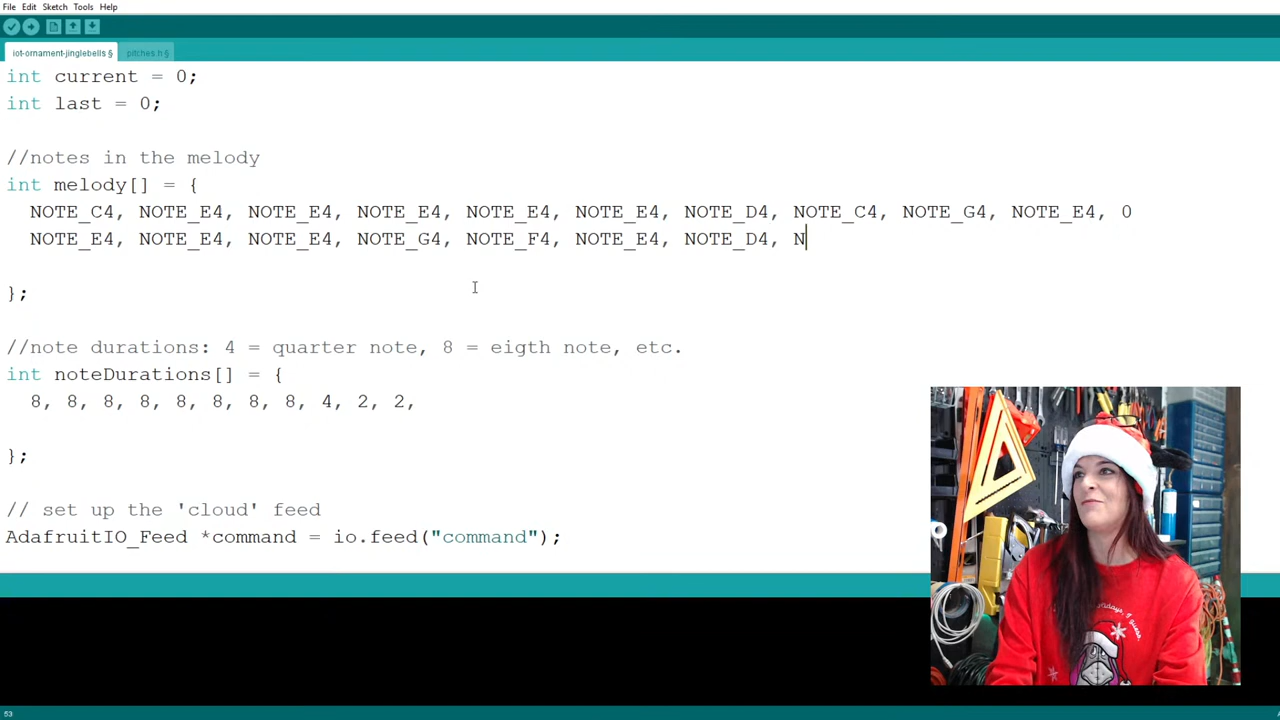 File Edit Sketch Tools Help
iot-ornament-jinglebells §
pitches.h §
int current = 0;
int last = 0;
//notes in the melody
int melody[] = {
NOTE_C4, NOTE_E4, NOTE_E4, NOTE_E4, NOTE_E4, NOTE_E4, NOTE_D4, NOTE_C4, NOTE_G4, NOTE_E4, 0
NOTE_E4, NOTE_E4, NOTE_E4, NOTE_G4, NOTE_F4, NOTE_E4, NOTE_D4, N
};
//note durations: 4 = quarter note, 8 = eigth note, etc.
int noteDurations[] = {
8, 8, 8, 8, 8, 8, 8, 8, 4, 2, 2,
};
// set up the 'cloud' feed
AdafruitIO_Feed *command = io.feed("command");
I guess.
53